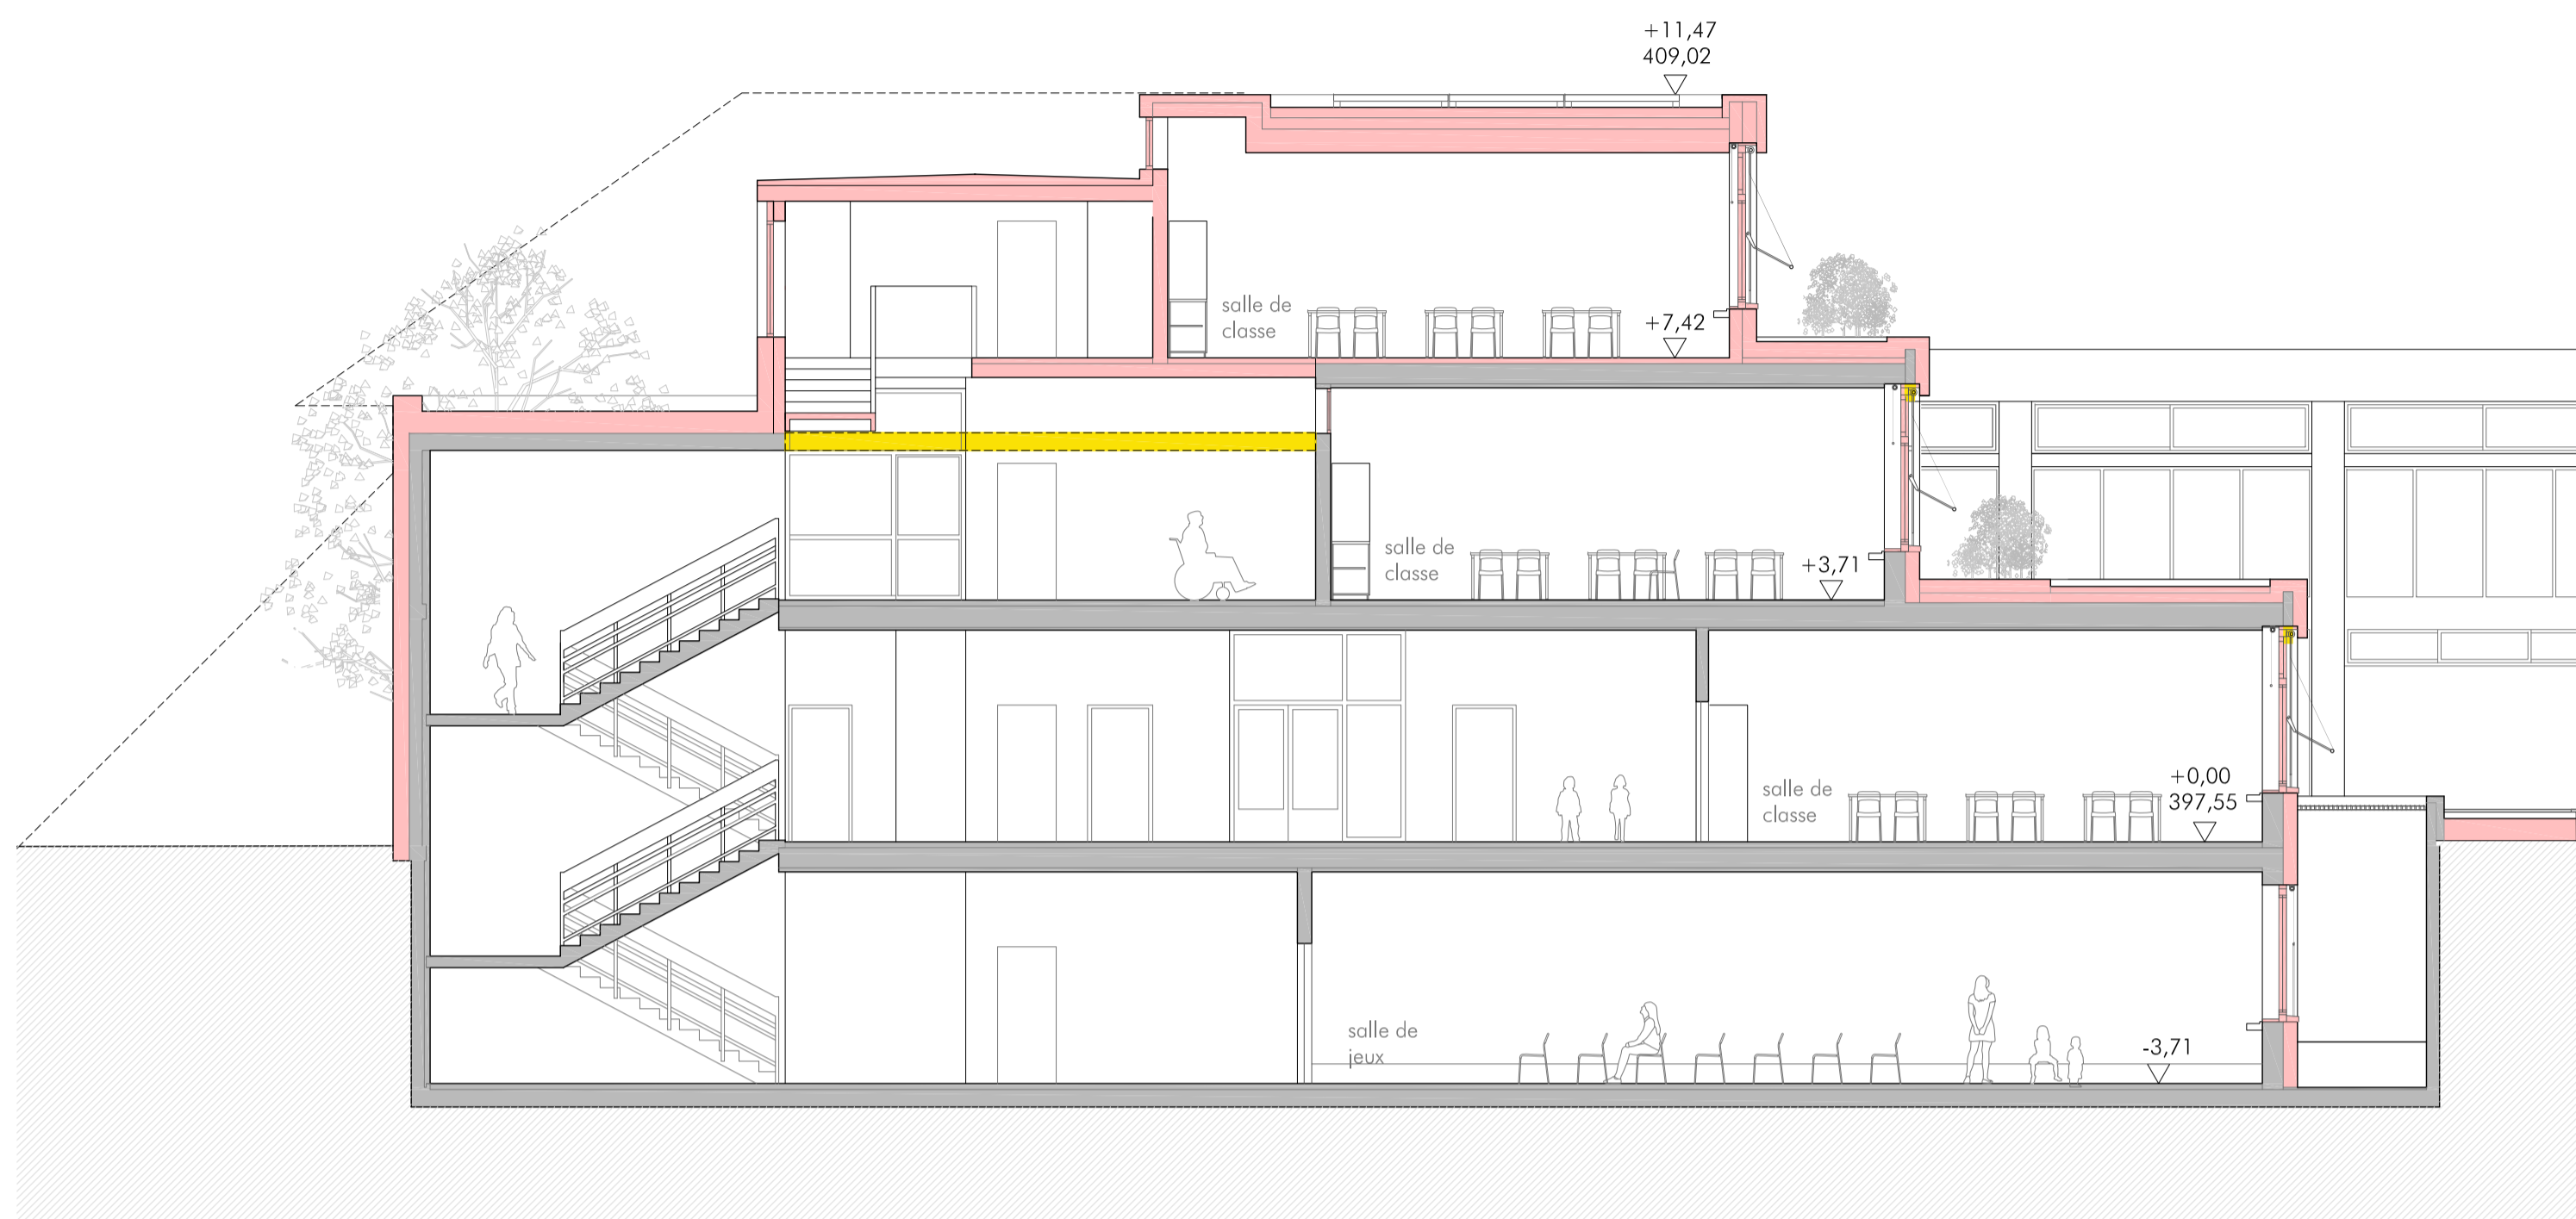 +11,47
409,02
salle de
classe
+7,42
salle de
classe
+3,71
salle de
classe
+0,00
397,55
salle de
jeux
-3,71